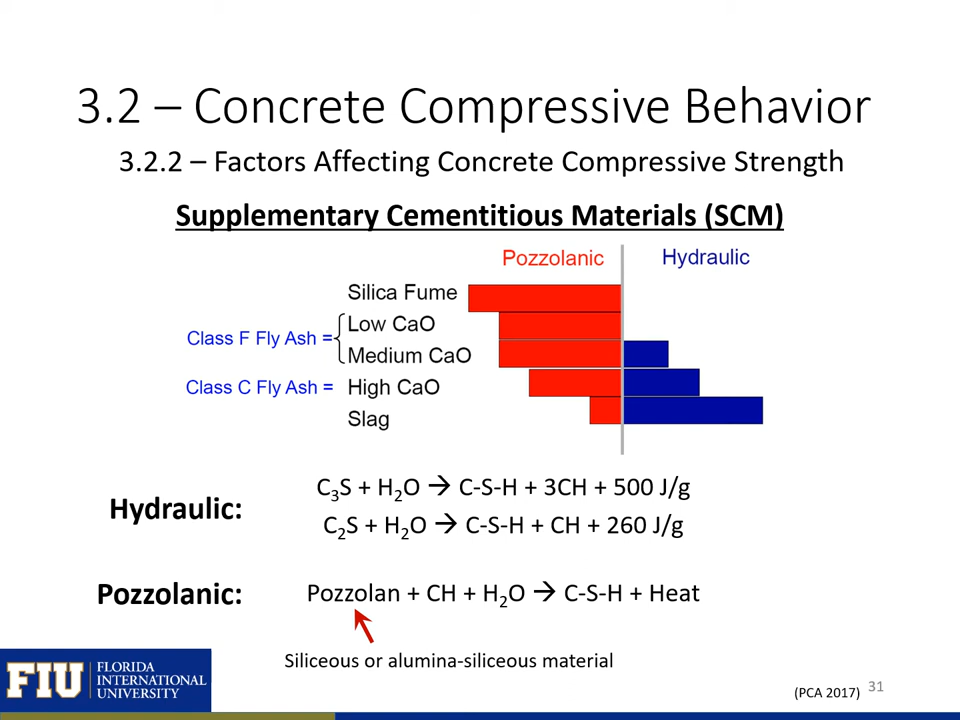 3.2 – Concrete Compressive Behavior
3.2.2 – Factors Affecting Concrete Compressive Strength
Supplementary Cementitious Materials (SCM)
Pozzolanic Hydraulic
Silica Fume
Low CaO
Class F Fly Ash =
Medium CaO
Class C Fly Ash = High CaO
Slag
Hydraulic:
C₃S + H₂O → C-S-H + 3CH + 500 J/g
C₂S + H₂O → C-S-H + CH + 260 J/g
Pozzolanic: Pozzolan + CH + H₂O → C-S-H + Heat
Siliceous or alumina-siliceous material
FIU
FLORIDA
INTERNATIONAL
UNIVERSITY
(PCA 2017) 31